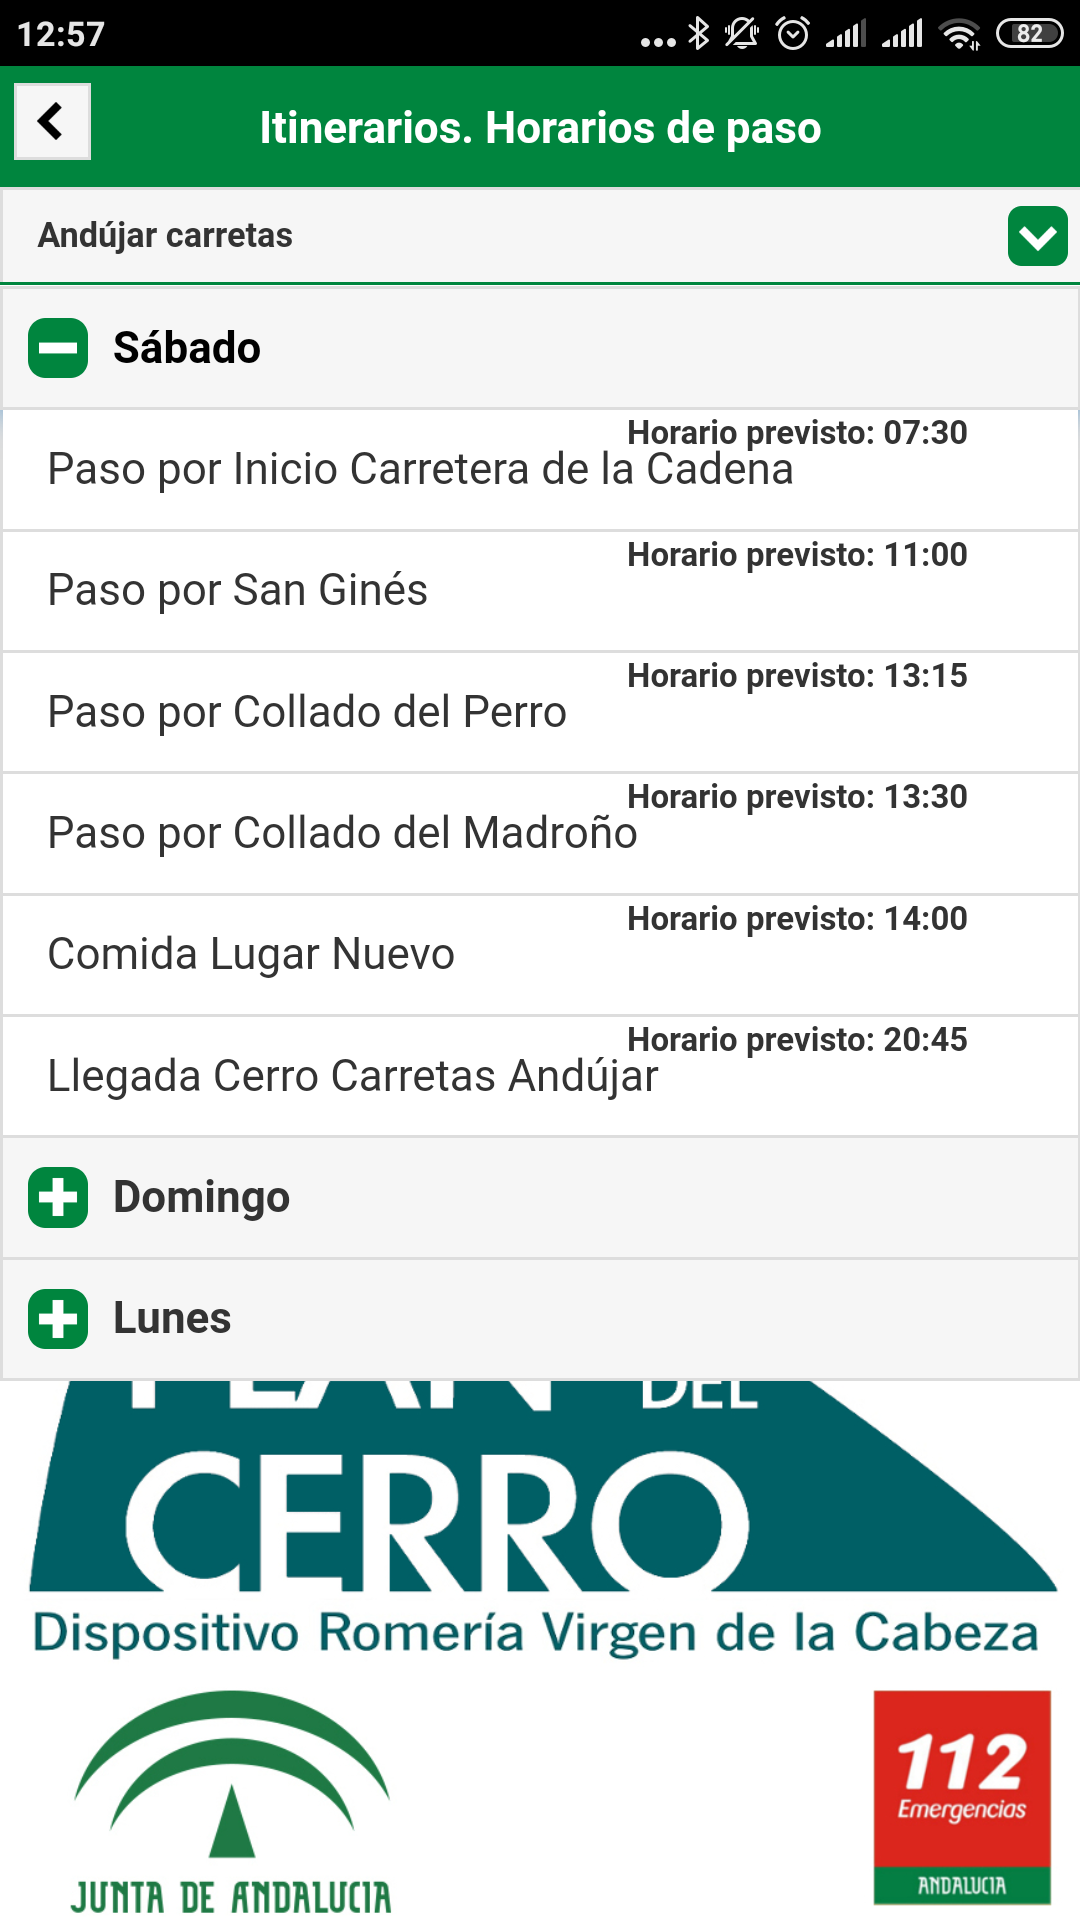 12:57
82
Itinerarios. Horarios de paso
Andújar carretas
Sábado
Horario previsto: 07:30
Paso por Inicio Carretera de la Cadena
Horario previsto: 11:00
Paso por San Ginés
Horario previsto: 13:15
Paso por Collado del Perro
Horario previsto: 13:30
Paso por Collado del Madroño
Horario previsto: 14:00
Comida Lugar Nuevo
Horario previsto: 20:45
Llegada Cerro Carretas Andújar
Domingo
Lunes
PLAN DEL
CERRO
Dispositivo Romería Virgen de la Cabeza
112
Emergencias
ANDALUCIA
JUNTA DE ANDALUCIA